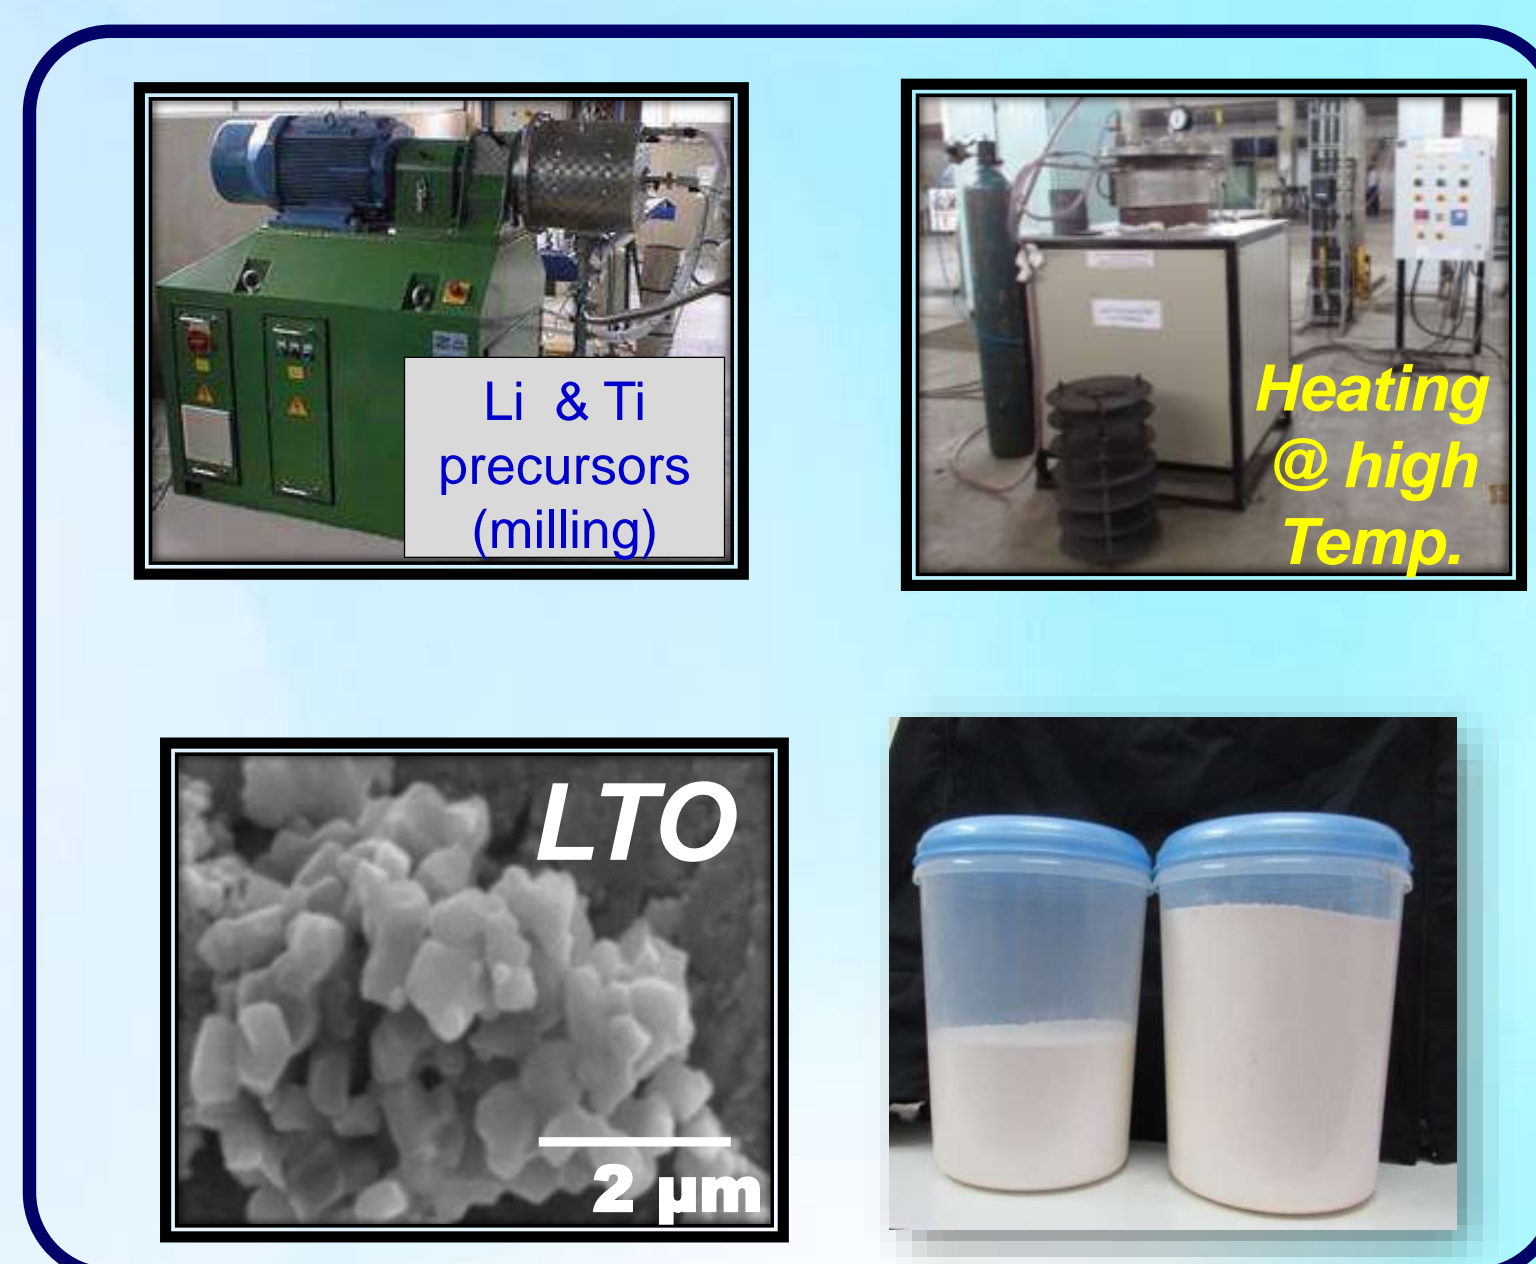 Li & Ti
precursors
(milling)
Heating
@ high
Temp.
LTO
2 µm